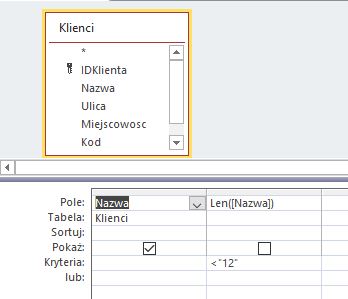 Klienci
*
IDKlienta
Nazwa
Ulica
Miejscowosc
Kod
Pole: Nazwa Len([Nazwa])
Tabela: Klienci
Sortuj:
Pokaż:
Kryteria: <"12"
lub: